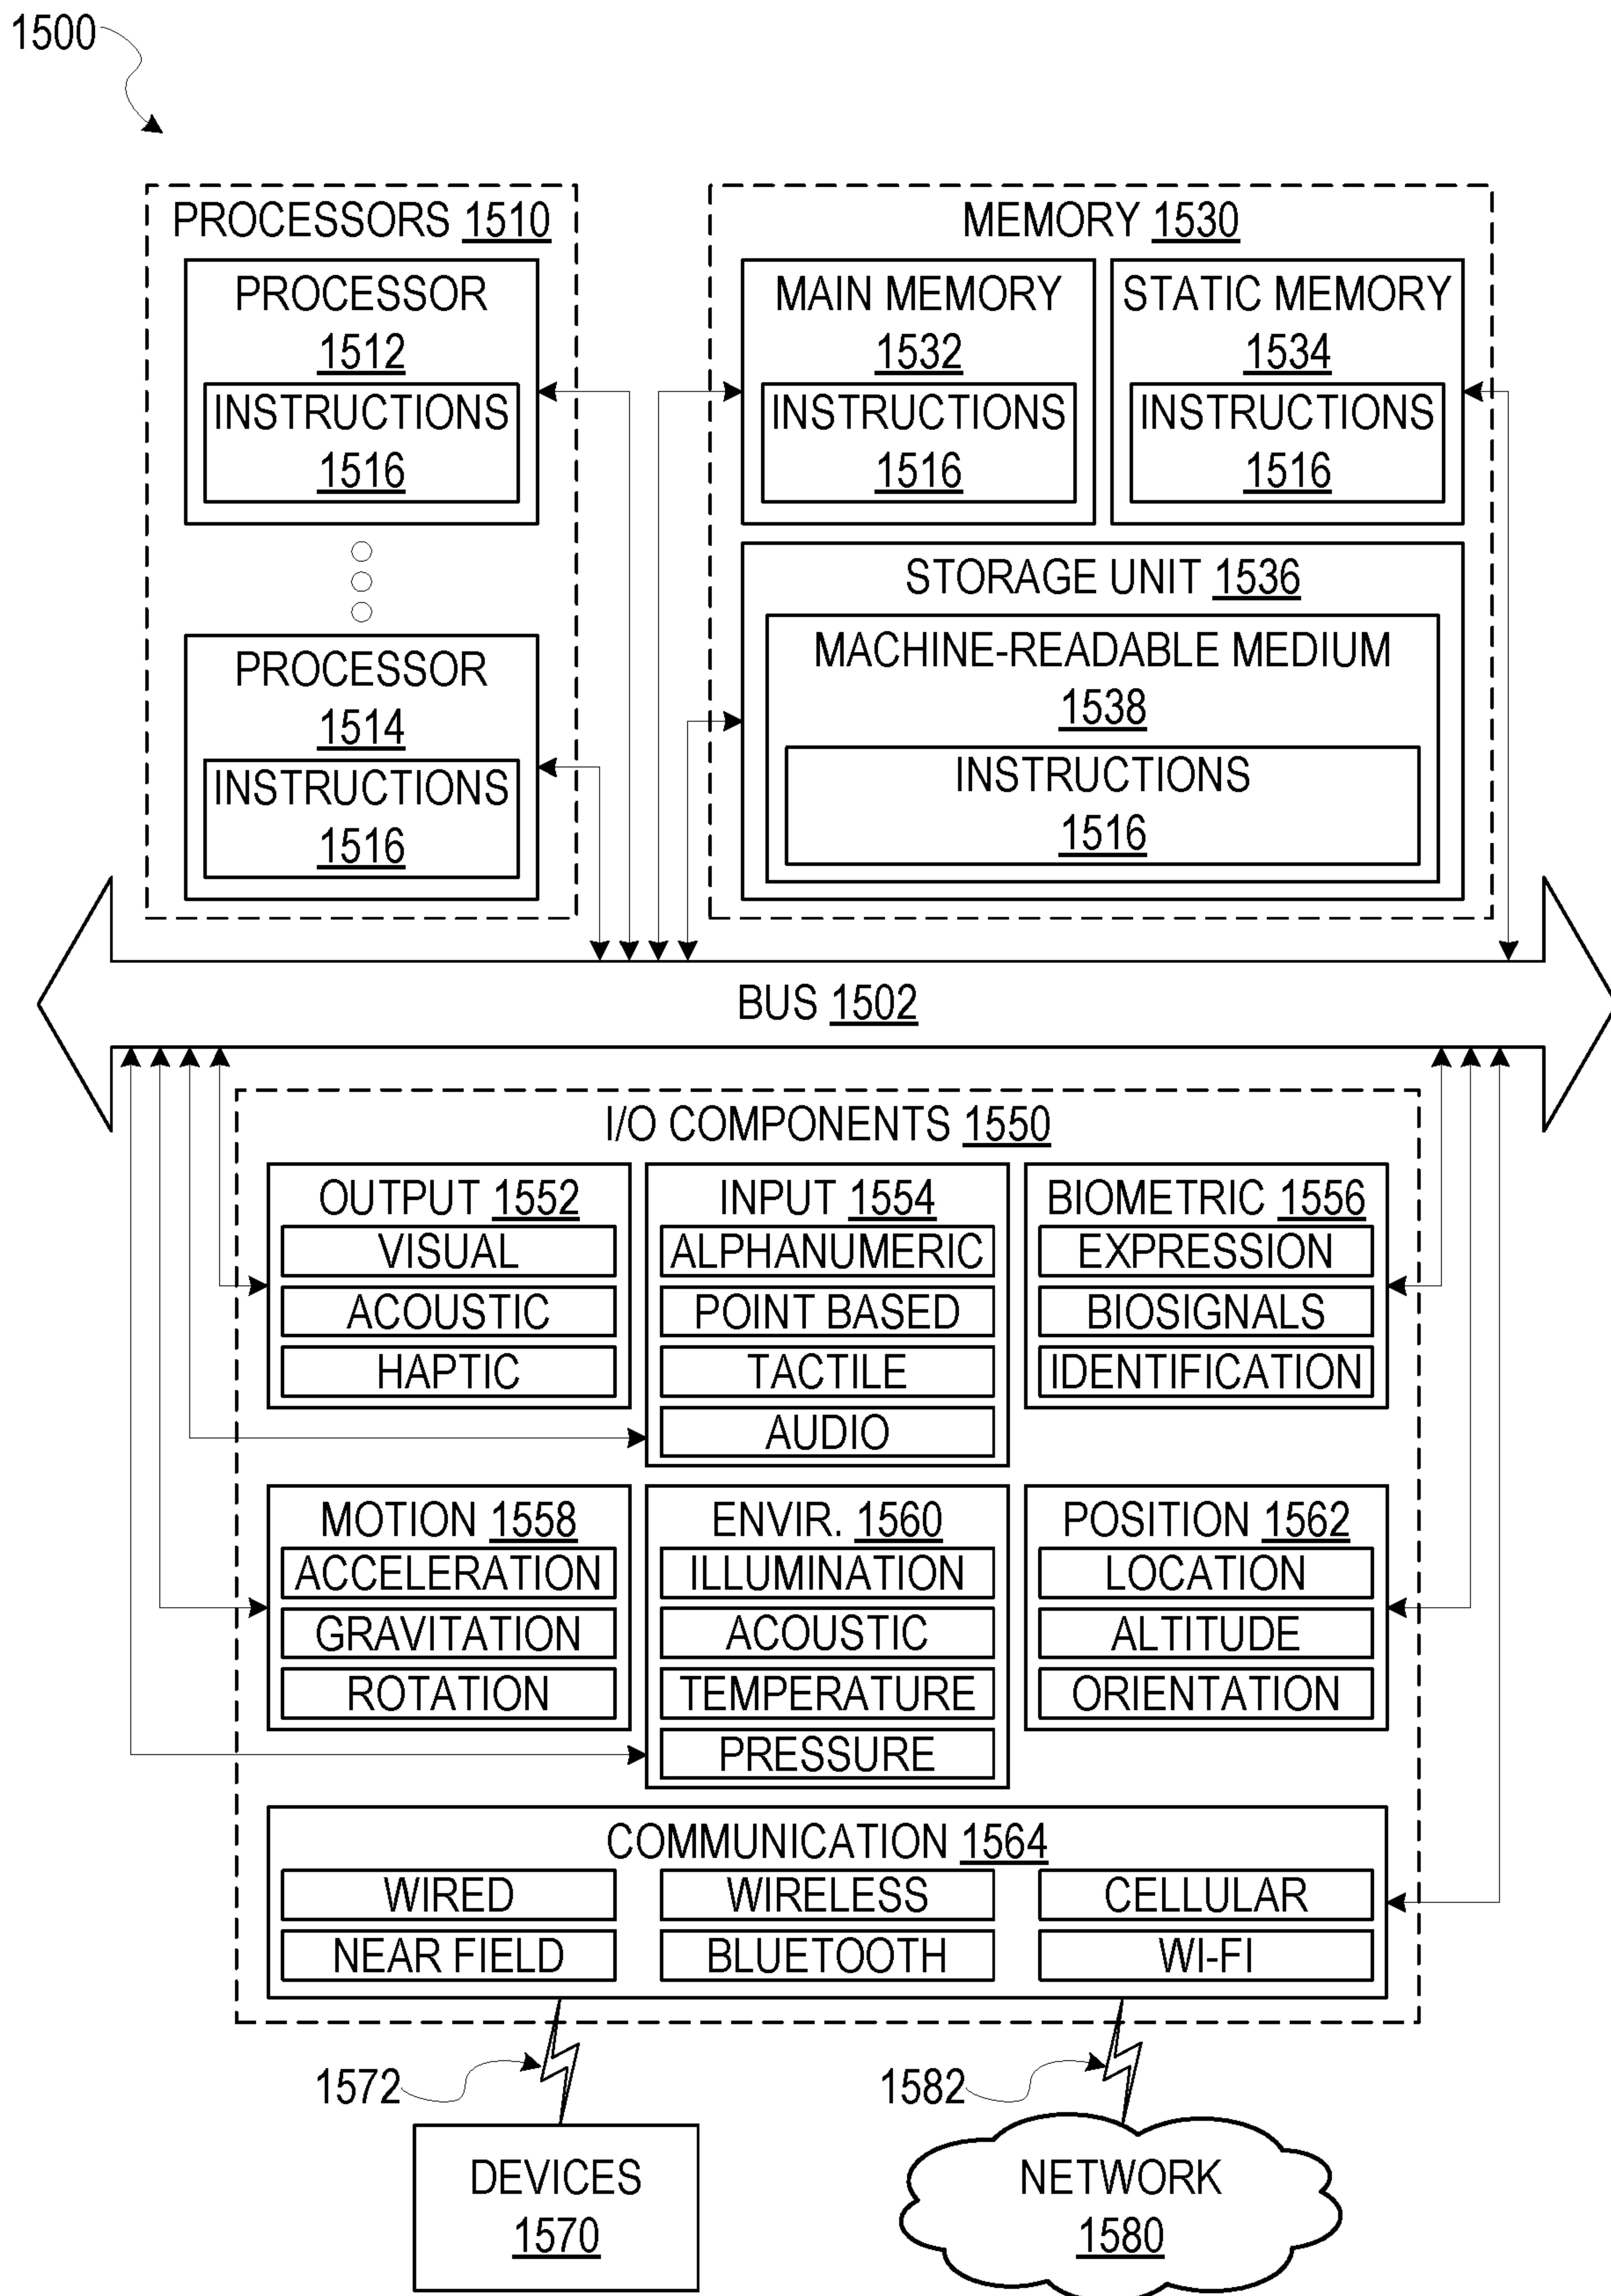 1500
PROCESSORS 1510
PROCESSOR
1512
INSTRUCTIONS
1516
PROCESSOR
1514
INSTRUCTIONS
1516
MEMORY 1530
MAIN MEMORY
1532
INSTRUCTIONS
1516
STATIC MEMORY
1534
INSTRUCTIONS
1516
STORAGE UNIT 1536
MACHINE-READABLE MEDIUM
1538
INSTRUCTIONS
1516
BUS 1502
I/O COMPONENTS 1550
OUTPUT 1552
VISUAL
ACOUSTIC
HAPTIC
INPUT 1554
ALPHANUMERIC
POINT BASED
TACTILE
AUDIO
BIOMETRIC 1556
EXPRESSION
BIOSIGNALS
IDENTIFICATION
MOTION 1558
ACCELERATION
GRAVITATION
ROTATION
ENVIR. 1560
ILLUMINATION
ACOUSTIC
TEMPERATURE
PRESSURE
POSITION 1562
LOCATION
ALTITUDE
ORIENTATION
COMMUNICATION 1564
WIRED
WIRELESS
CELLULAR
NEAR FIELD
BLUETOOTH
WI-FI
1572
1582
DEVICES
1570
NETWORK
1580